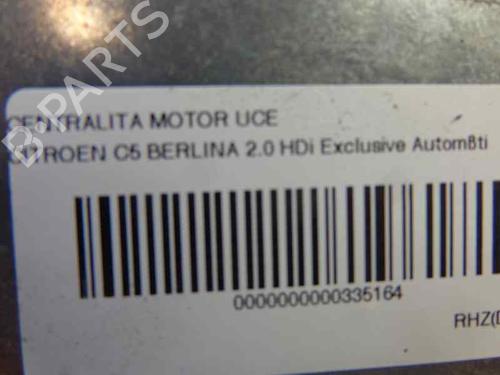 B-PARTS
CENTRALITA MOTOR UCE
CITROEN C5 BERLINA 2.0 HDi Exclusive Automßti
0000000000335164
RHZ(D